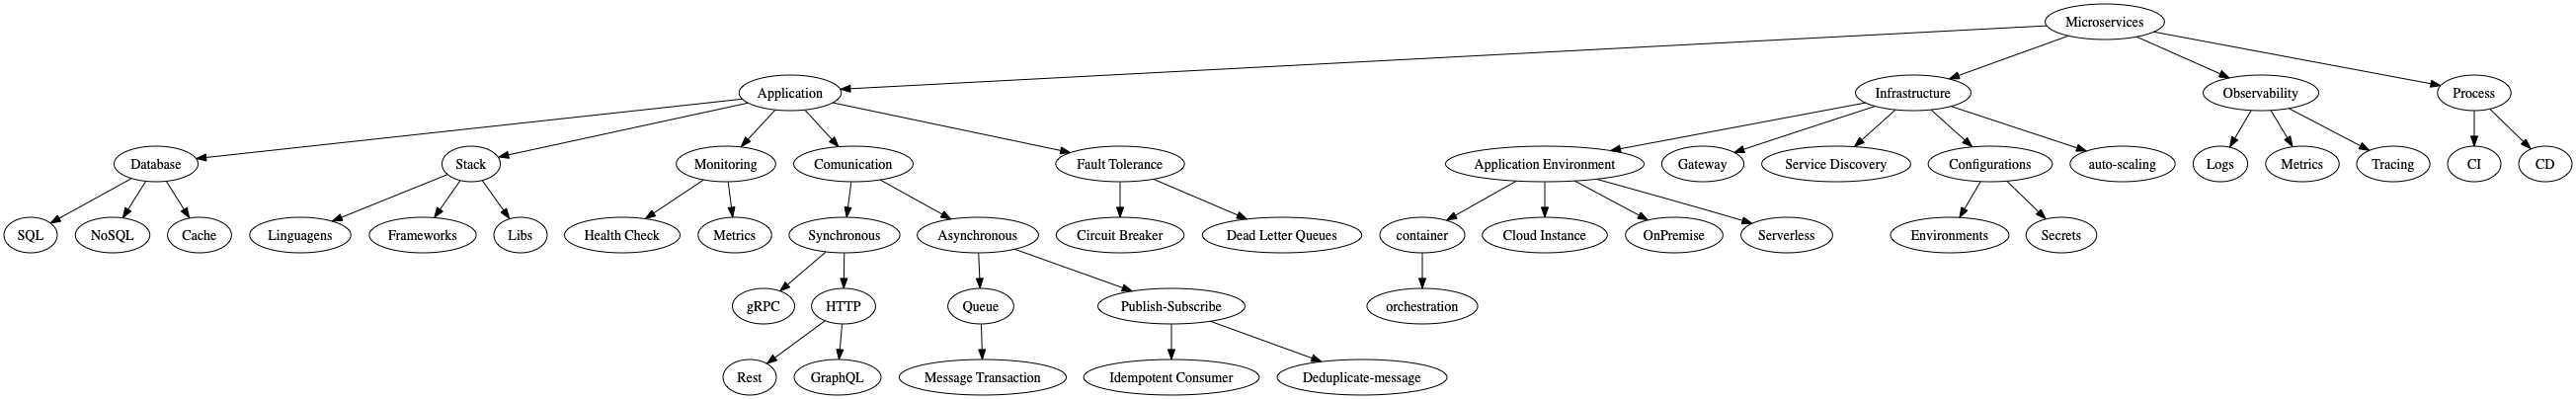 Microservices
Application
Infrastructure
Observability
Process
Database
Stack
Monitoring
Comunication
Fault Tolerance
Application Environment
Gateway
Service Discovery
Configurations
auto-scaling
Logs
Metrics
Tracing
CI
CD
SQL
NoSQL
Cache
Linguagens
Frameworks
Libs
Health Check
Metrics
Synchronous
Asynchronous
Circuit Breaker
Dead Letter Queues
container
Cloud Instance
OnPremise
Serverless
Environments
Secrets
gRPC
HTTP
Queue
Publish-Subscribe
orchestration
Rest
GraphQL
Message Transaction
Idempotent Consumer
Deduplicate-message